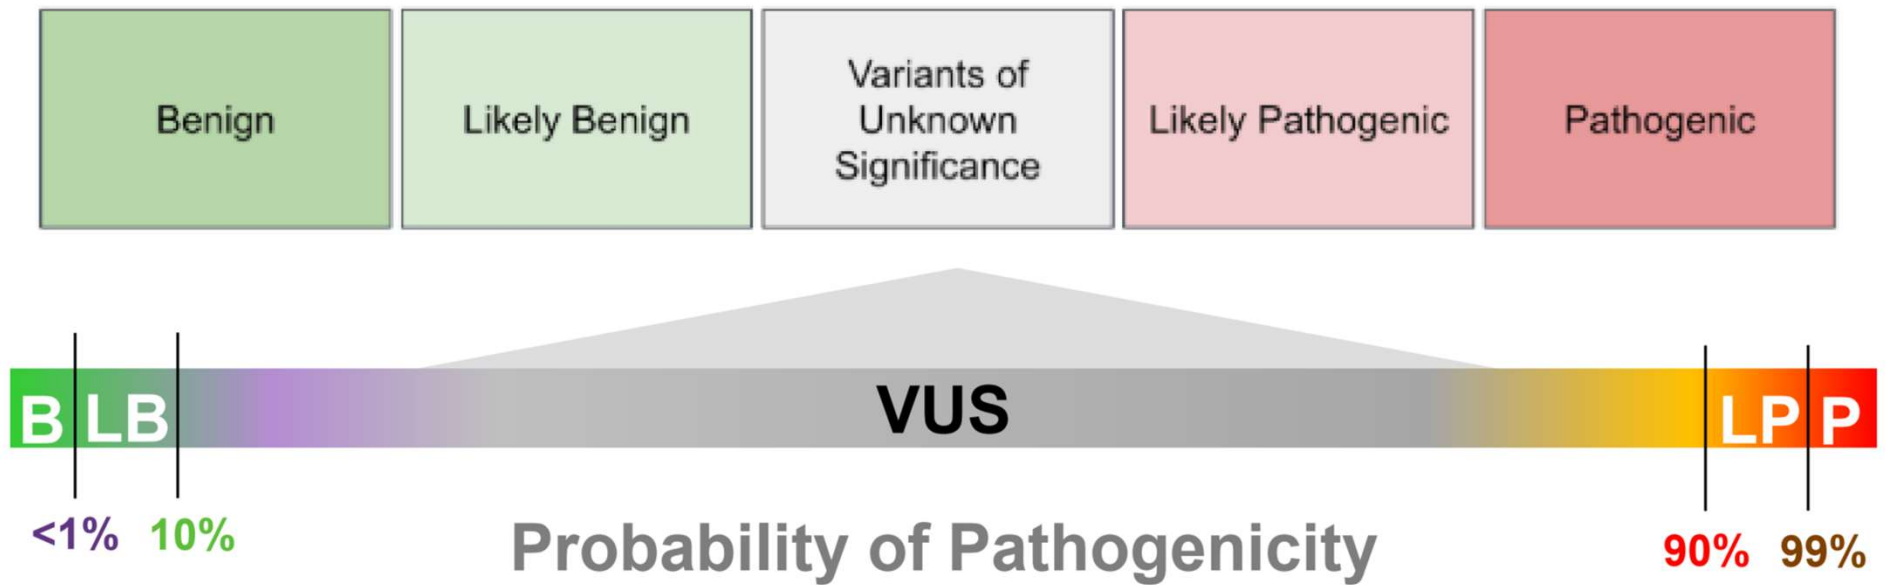 Benign
Likely Benign
Variants of
Unknown
Significance
Likely Pathogenic
Pathogenic
B
LB
VUS
LP
P
<1%
10%
Probability of Pathogenicity
90%
99%